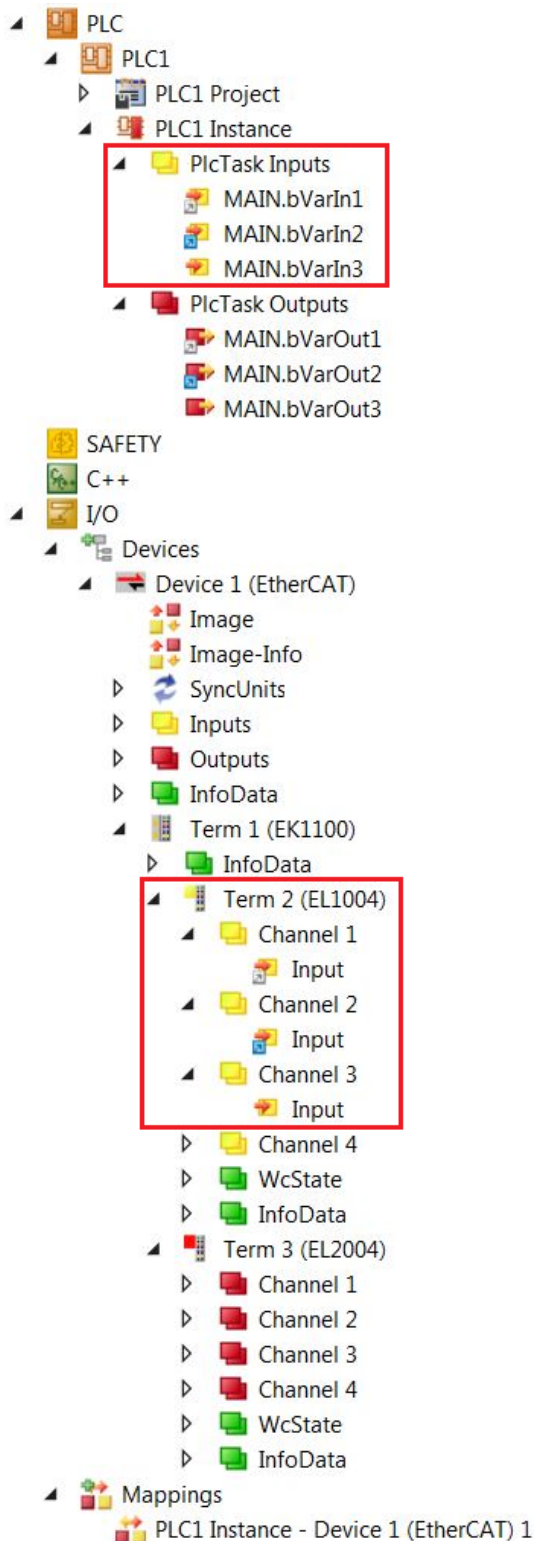 PLC
PLC1
PLC1 Project
PLC1 Instance
PlcTask Inputs
MAIN.bVarIn1
MAIN.bVarIn2
MAIN.bVarIn3
PlcTask Outputs
MAIN.bVarOut1
MAIN.bVarOut2
MAIN.bVarOut3
SAFETY
C++
I/O
Devices
Device 1 (EtherCAT)
Image
Image-Info
SyncUnits
Inputs
Outputs
InfoData
Term 1 (EK1100)
InfoData
Term 2 (EL1004)
Channel 1
Input
Channel 2
Input
Channel 3
Input
Channel 4
WcState
InfoData
Term 3 (EL2004)
Channel 1
Channel 2
Channel 3
Channel 4
WcState
InfoData
Mappings
PLC1 Instance - Device 1 (EtherCAT) 1